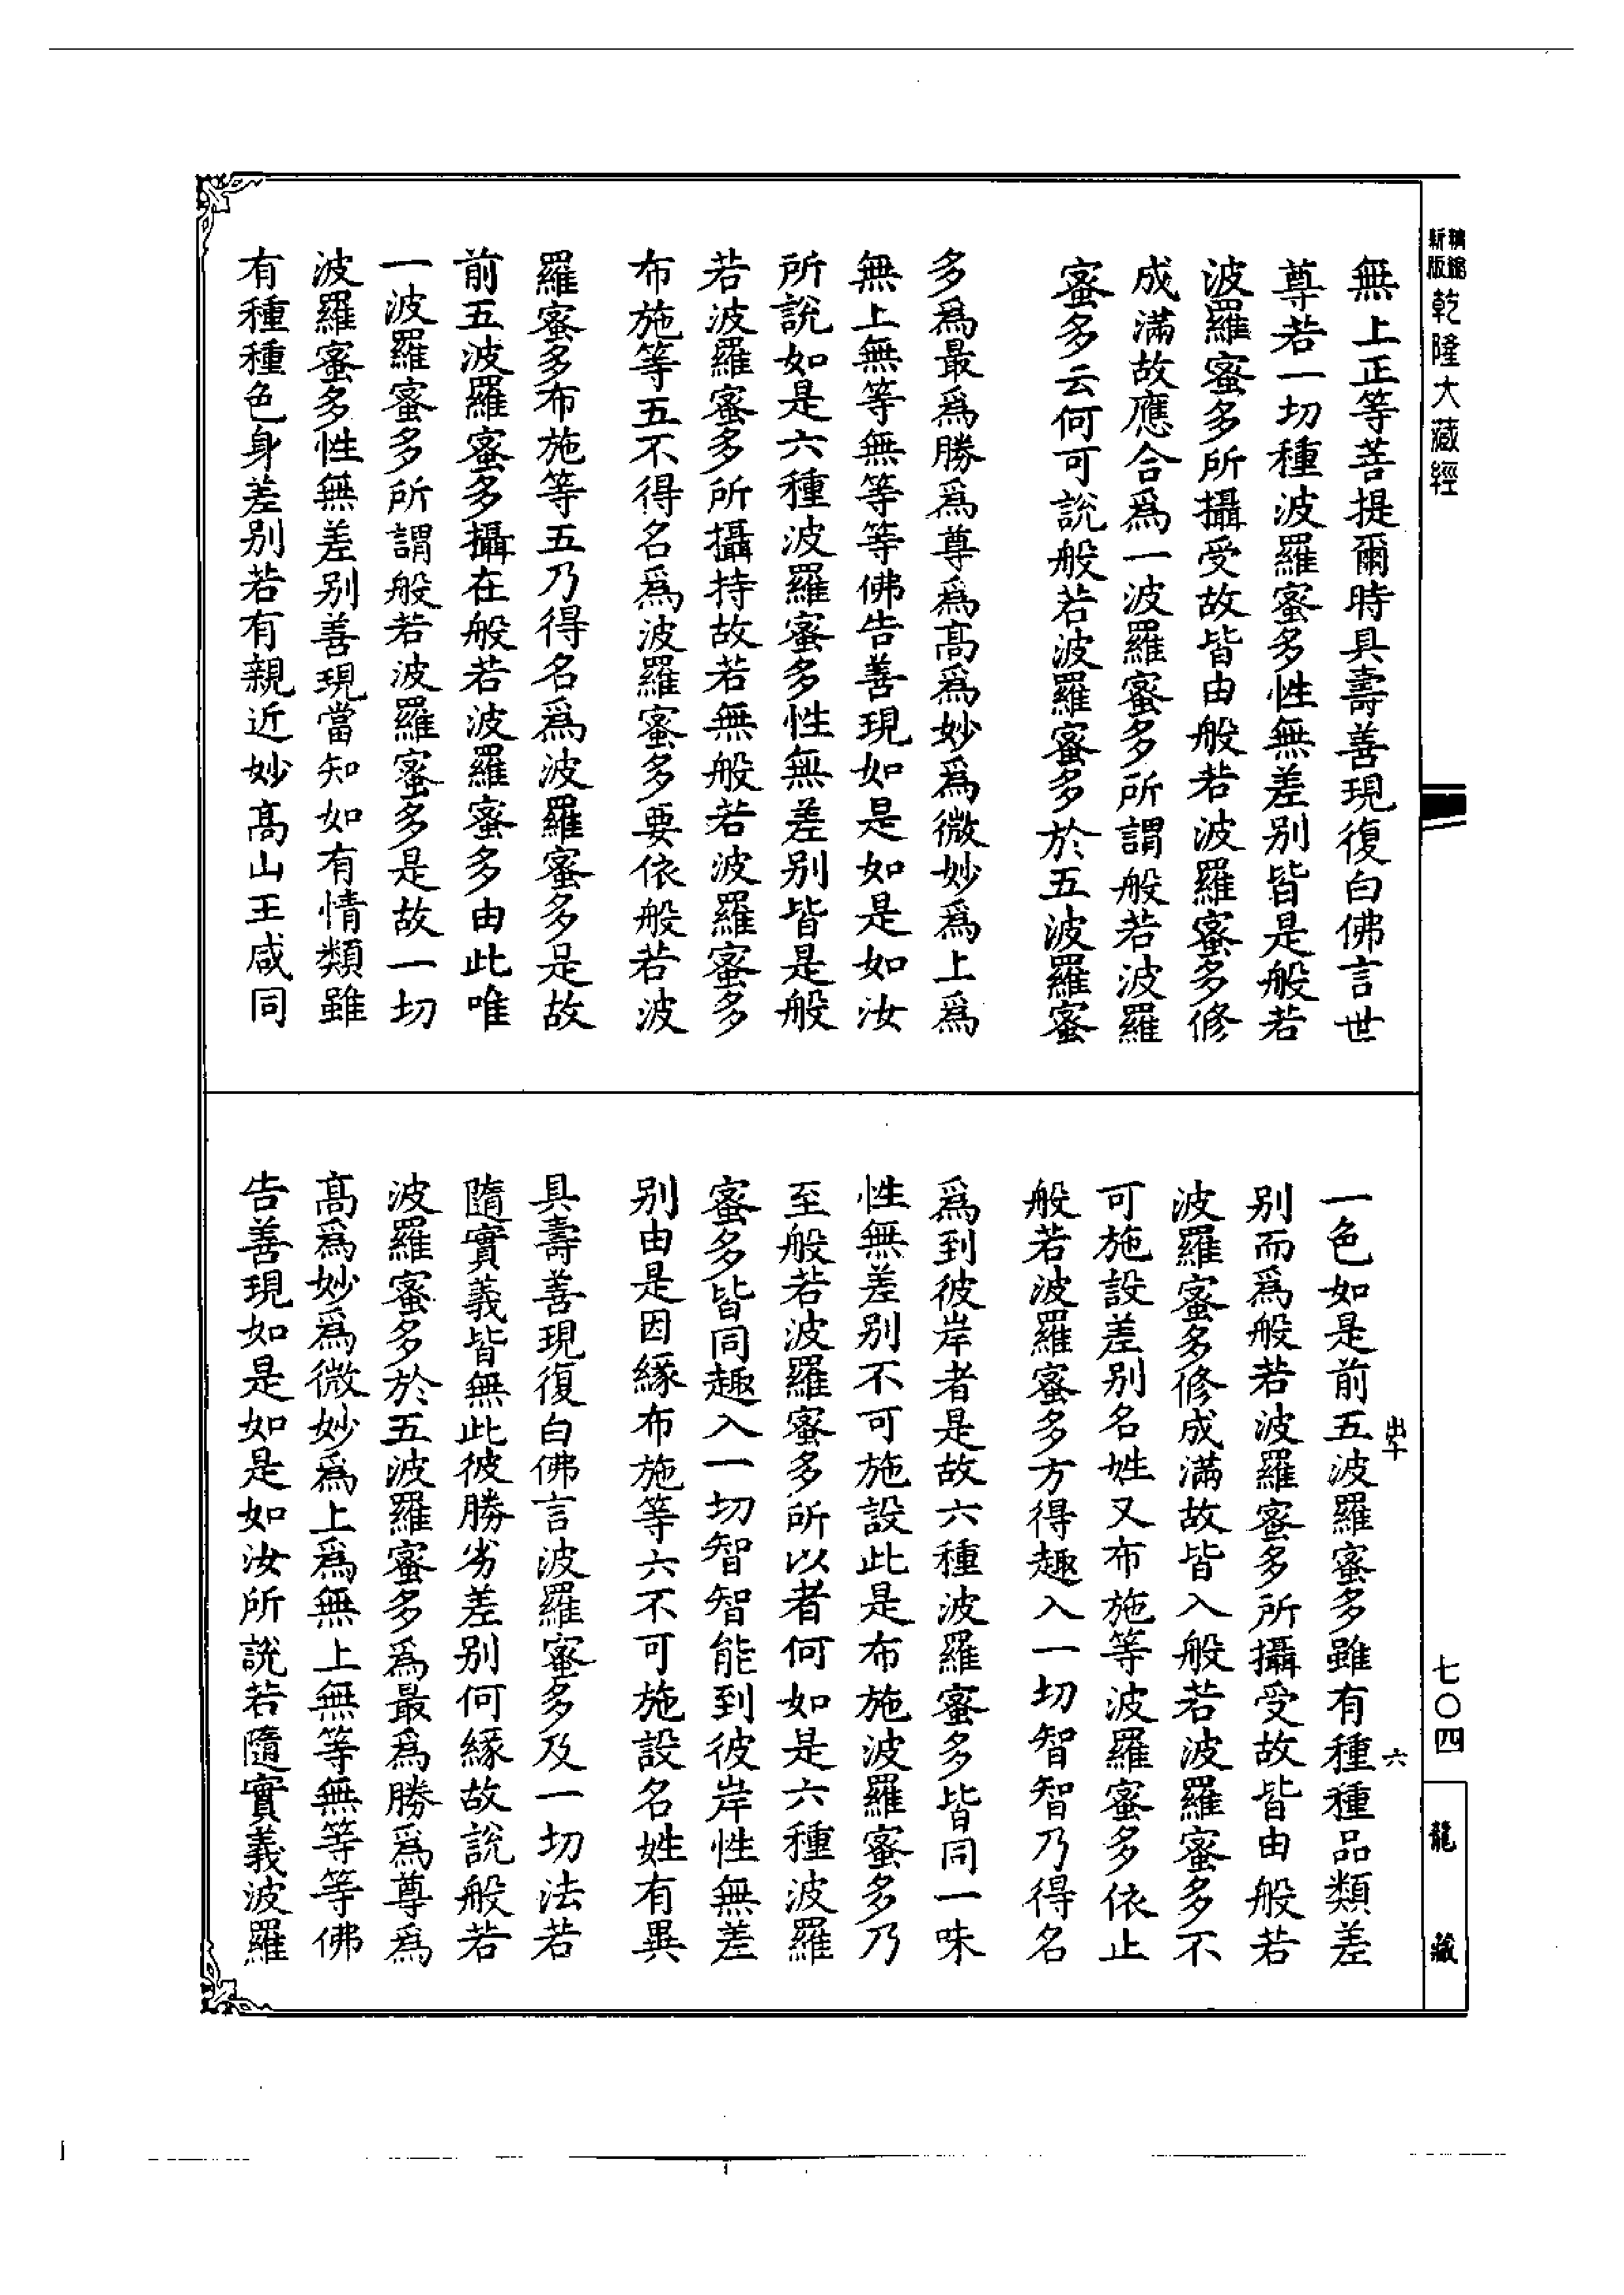 新版精縮乾隆大藏經
無上正等菩提爾時具壽善現復白佛言世
尊若一切種波羅蜜多性無差别皆是般若
波羅蜜多所攝受故皆由般若波羅蜜多修
成滿故應合爲一波羅蜜多所謂般若波羅
蜜多云何可說般若波羅蜜多於五波羅蜜
多爲最爲勝爲尊爲髙爲妙爲微妙爲上爲
無上無等無等等佛告善現如是如是如汝
所說如是六種波羅蜜多性無差别皆是般
若波羅蜜多所攝持故若無般若波羅蜜多
布施等五不得名爲波羅蜜多要依般若波
羅蜜多布施等五乃得名爲波羅蜜多是故
前五波羅蜜多攝在般若波羅蜜多由此唯
一波羅蜜多所謂般若波羅蜜多是故一切
波羅蜜多性無差别善現當知如有情類雖
有種種色身差别若有親近妙髙山王咸同
一色如是前五波羅蜜多雖有種種品類差
别而爲般若波羅蜜多所攝受故皆由般若
波羅蜜多修成滿故皆入般若波羅蜜多不
可施設差别名姓又布施等波羅蜜多依止
般若波羅蜜多方得趣入一切智智乃得名
爲到彼岸者是故六種波羅蜜多皆同一味
性無差别不可施設此是布施波羅蜜多乃
至般若波羅蜜多所以者何如是六種波羅
蜜多皆同趣入一切智智能到彼岸性無差
别由是因緣布施等六不可施設名姓有異
具壽善現復白佛言波羅蜜多及一切法若
隨實義皆無此彼勝劣差别何緣故說般若
波羅蜜多於五波羅蜜多爲最爲勝爲尊爲
髙爲妙爲微妙爲上爲無上無等無等等佛
告善現如是如是如汝所說若隨實義波羅
出十
六
七〇四
龍藏